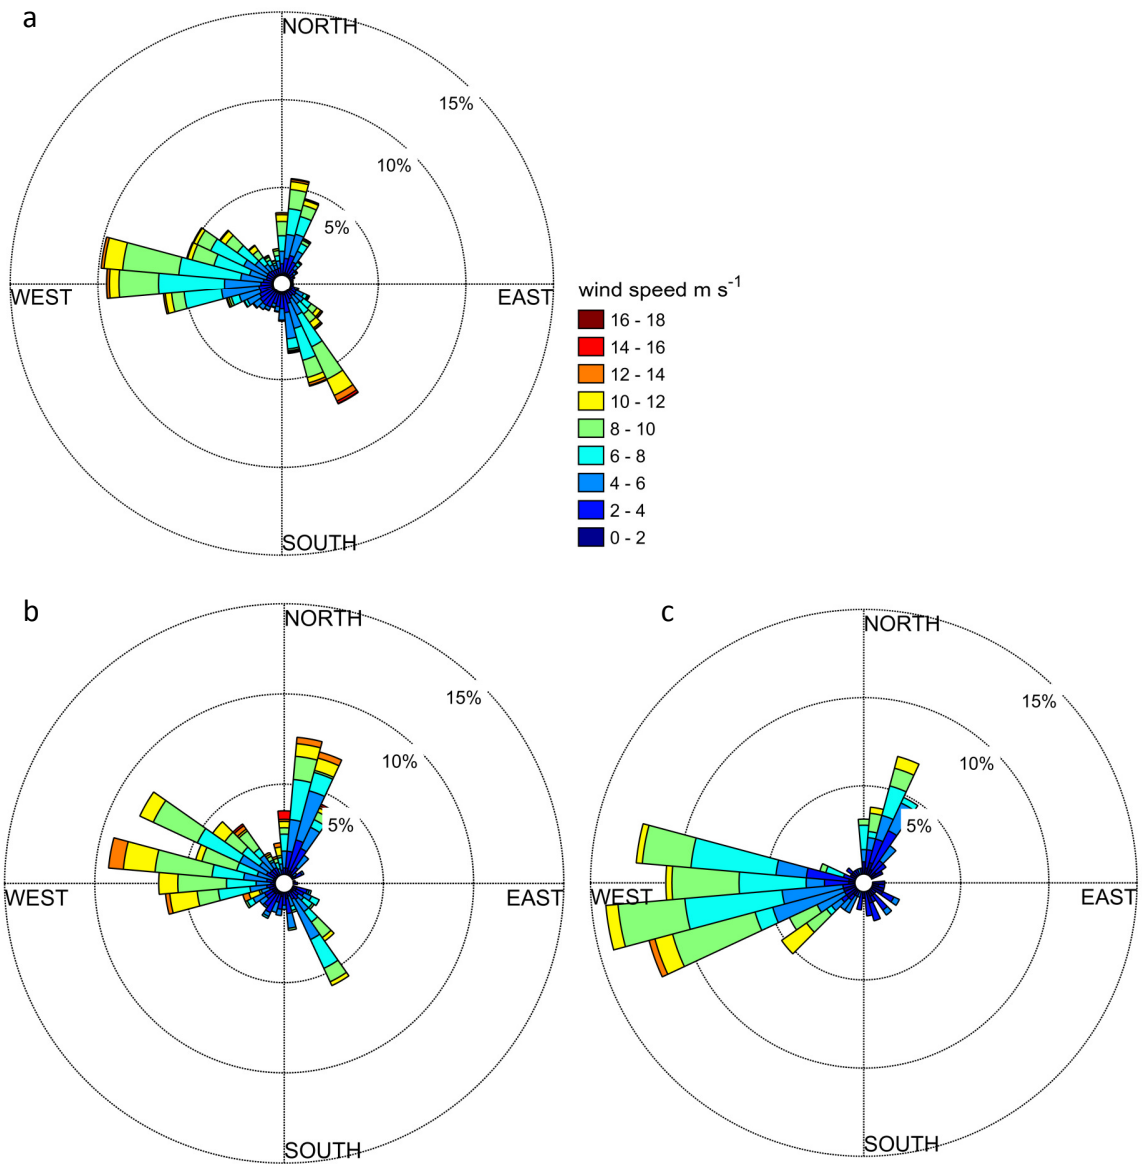 a
NORTH
15%
10%
5%
WEST
EAST
SOUTH
wind speed m s-1
16 - 18
14 - 16
12 - 14
10 - 12
8 - 10
6 - 8
4 - 6
2 - 4
0 - 2
b
NORTH
15%
10%
5%
WEST
EAST
SOUTH
c
NORTH
15%
10%
5%
WEST
EAST
SOUTH